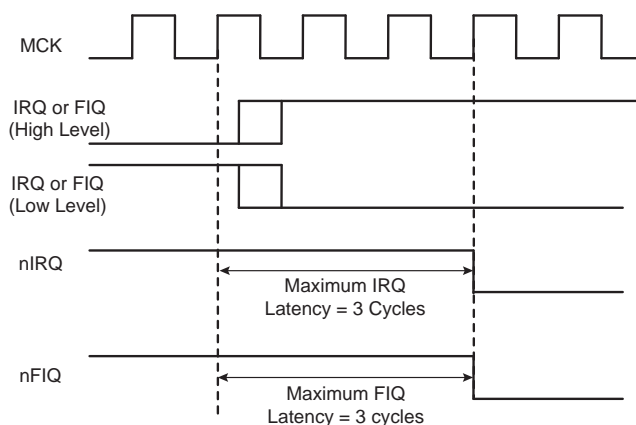 MCK
IRQ or FIQ
(High Level)
IRQ or FIQ
(Low Level)
nIRQ
Maximum IRQ
Latency = 3 Cycles
nFIQ
Maximum FIQ
Latency = 3 cycles